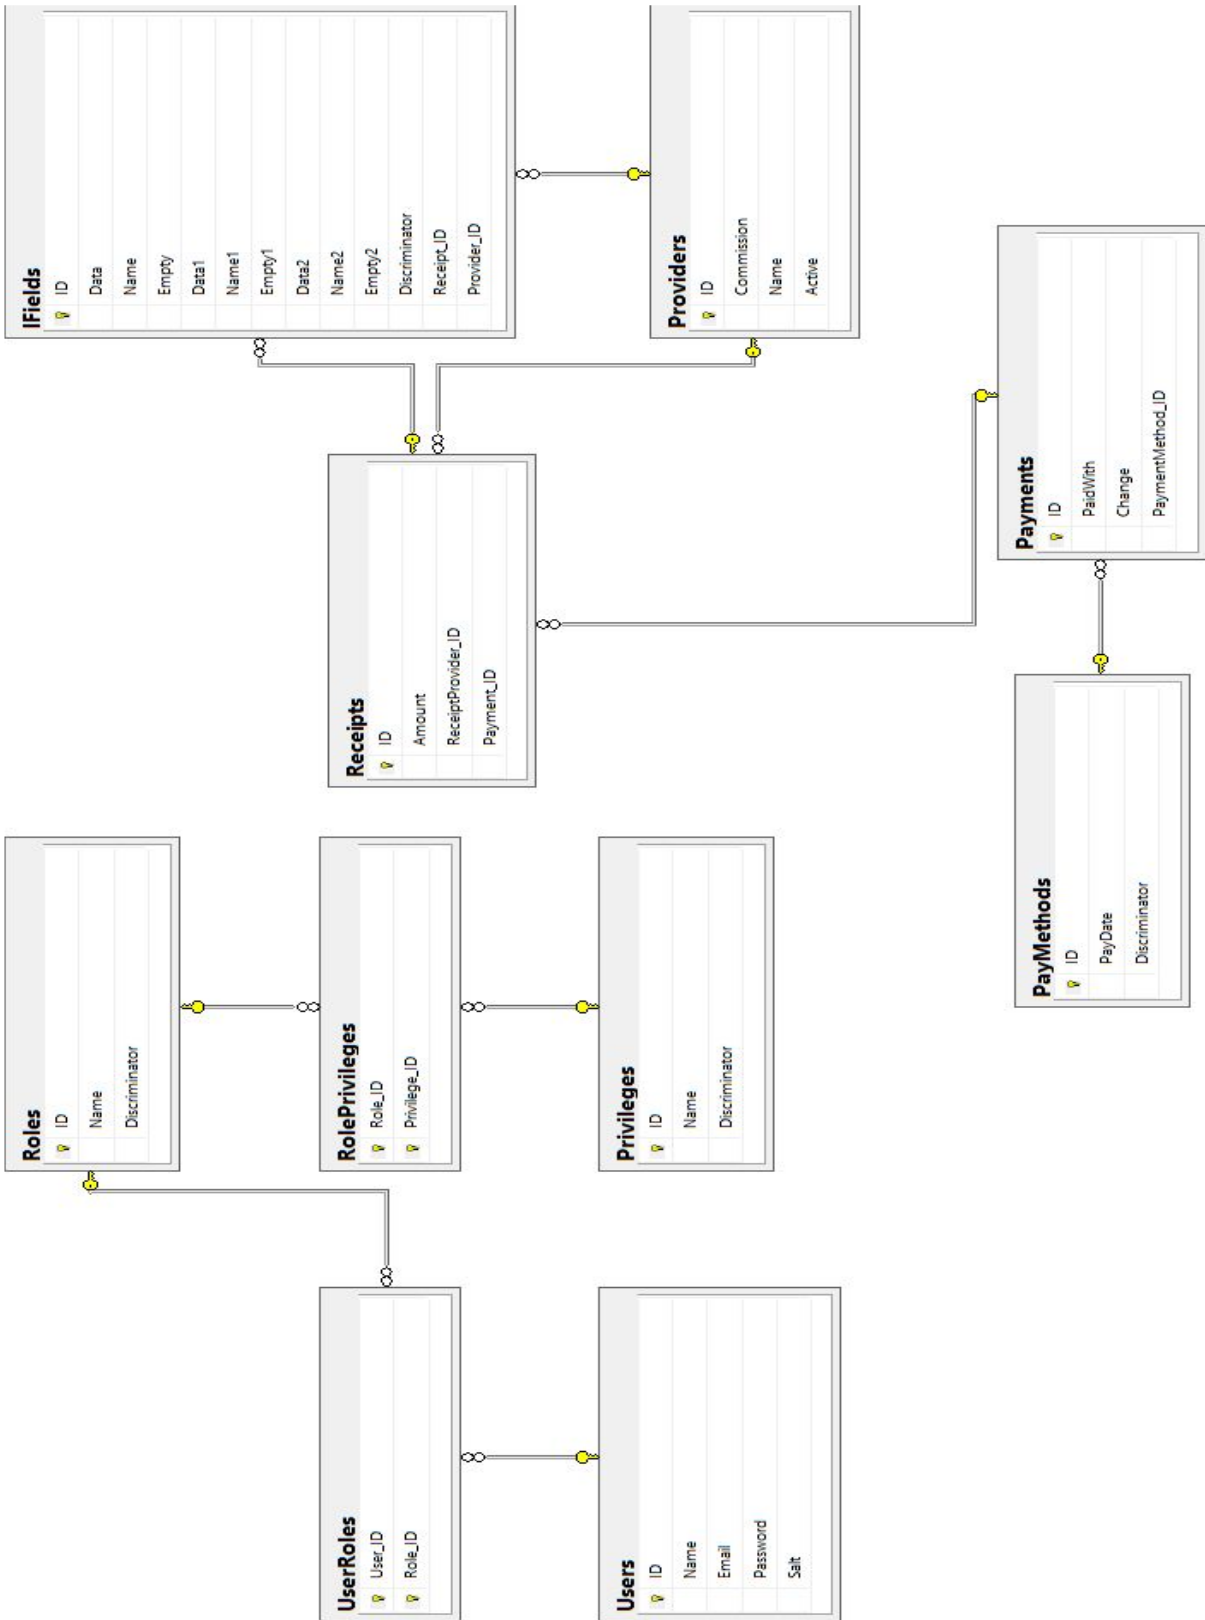 UserRoles
User_ID
Role_ID
Users
ID
Name
Email
Password
Salt
Roles
ID
Name
Discriminator
RolePrivileges
Role_ID
Privilege_ID
Privileges
ID
Name
Discriminator
Receipts
ID
Amount
ReceiptProvider_ID
Payment_ID
PayMethods
ID
PayDate
Discriminator
IFields
ID
Data
Name
Empty
Data1
Name1
Empty1
Data2
Name2
Empty2
Discriminator
Receipt_ID
Provider_ID
Providers
ID
Commission
Name
Active
Payments
ID
PaidWith
Change
PaymentMethod_ID